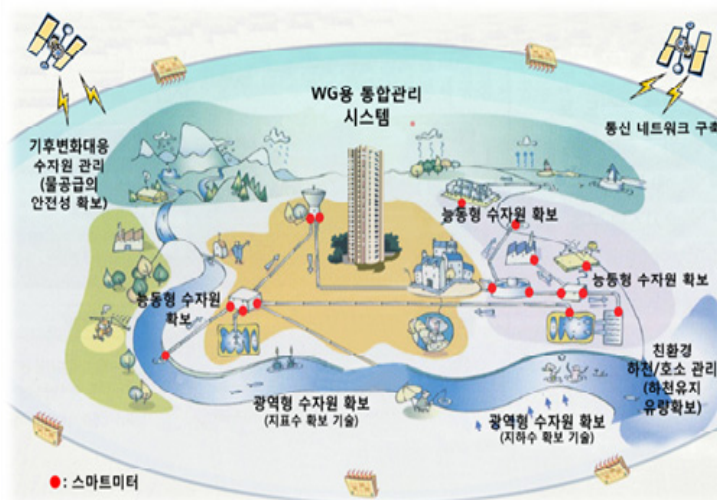 WG용 통합관리
시스템
기후변화대응
수지원 관리
(물공급의
안전성 확보)
통신 네트워크 구축
능동형 수자원 확보
능동형 수자원 확보
능동형 수자원
확보
친환경
하천/호소 관리
(하천유지
유량확보)
광역형 수자원 확보
(지표수 확보 기술)
광역형 수자원 확보
(지하수 확보 기술)
: 스마트미터